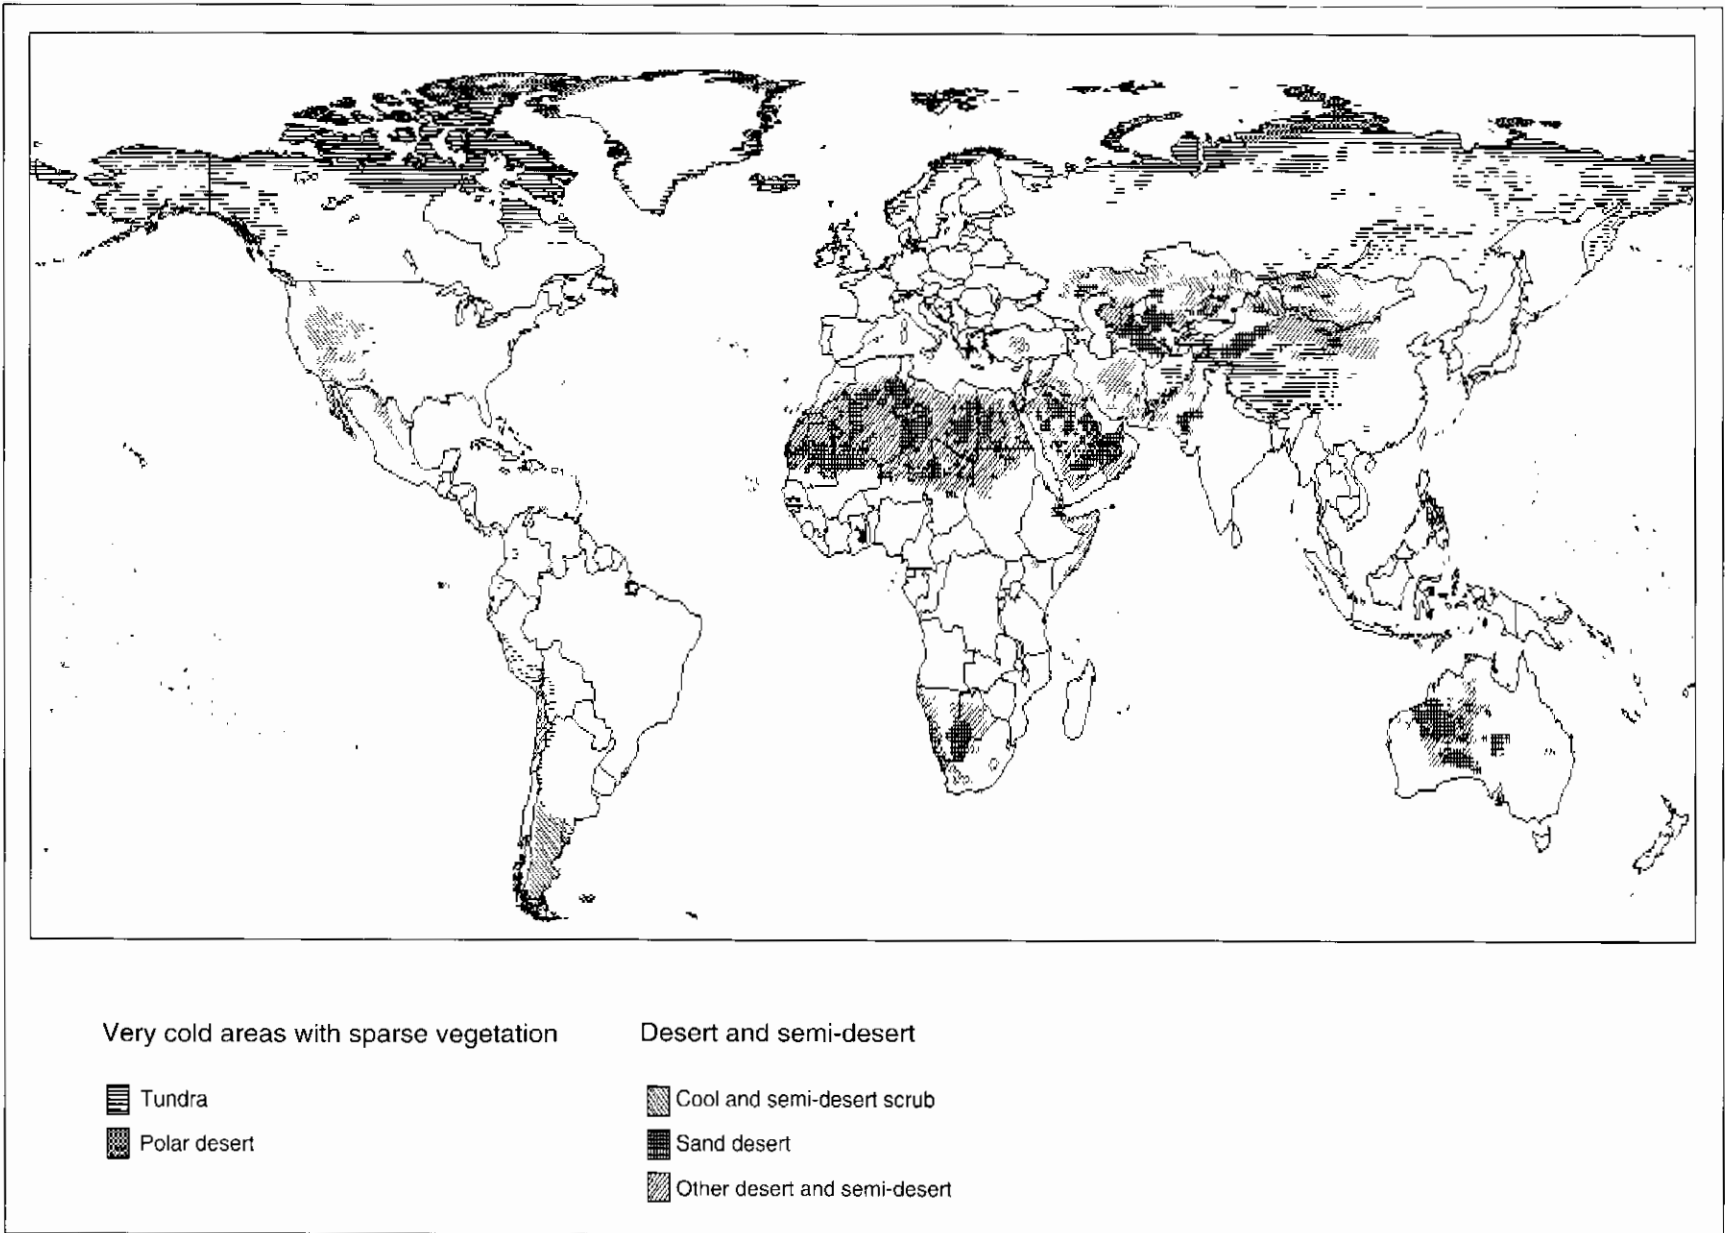 Very cold areas with sparse vegetation
Tundra
Polar desert
Desert and semi-desert
Cool and semi-desert scrub
Sand desert
Other desert and semi-desert